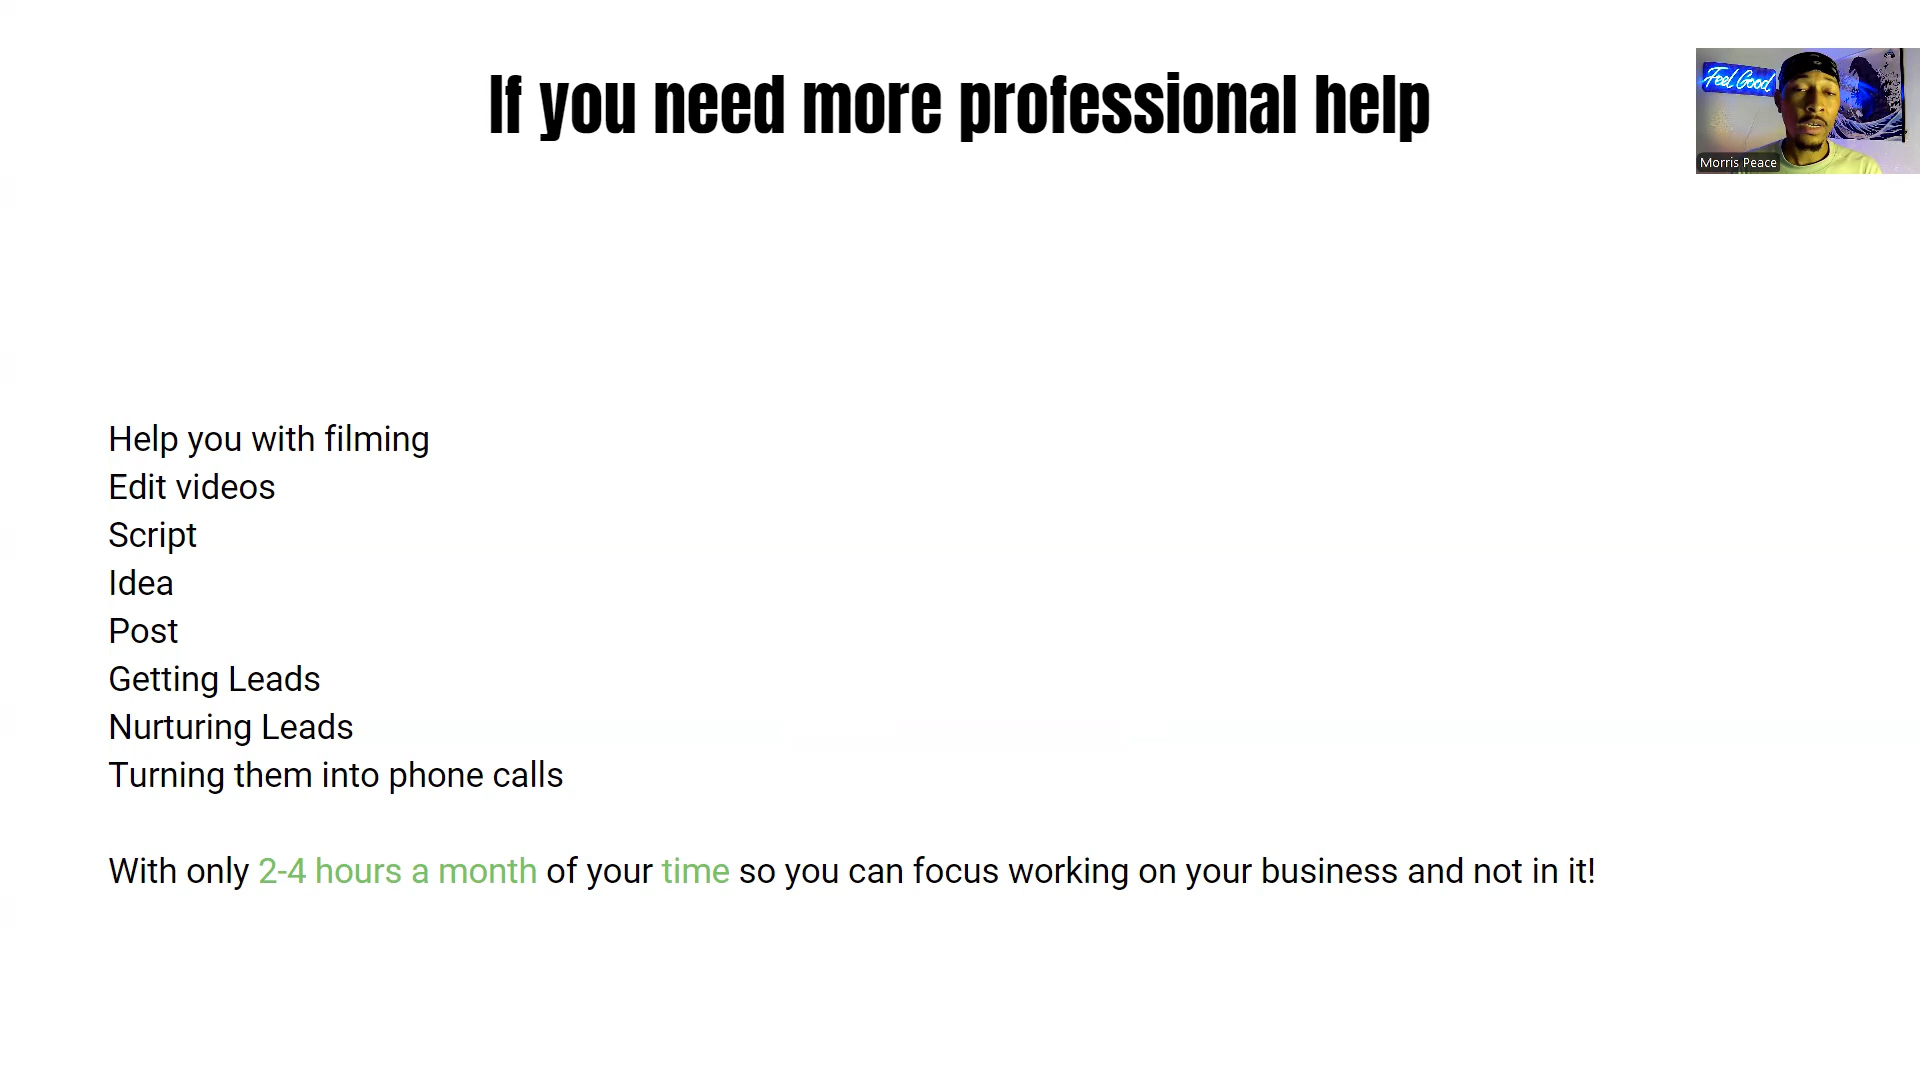 If you need more professional help
Feel Good
Morris Peace
Help you with filming
Edit videos
Script
Idea
Post
Getting Leads
Nurturing Leads
Turning them into phone calls
With only 2-4 hours a month of your time so you can focus working on your business and not in it!